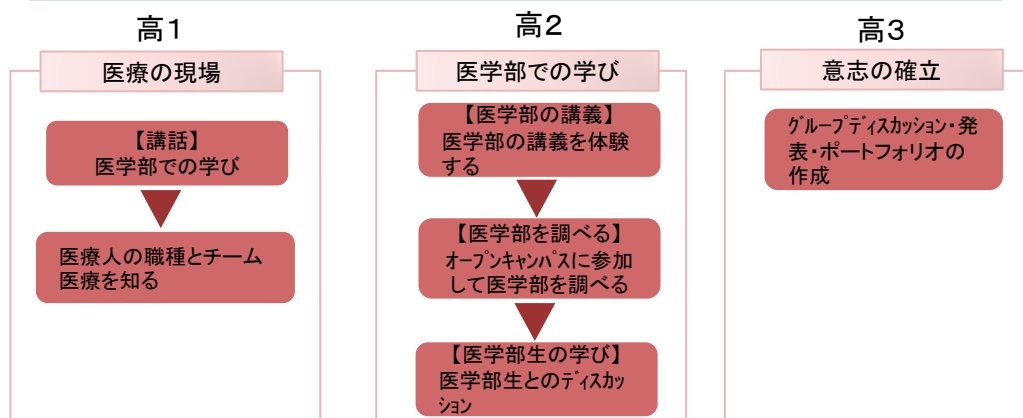 高１
医療の現場
【講話】
医学部での学び
医療人の職種とチーム
医療を知る
高２
医学部での学び
【医学部の講義】
医学部の講義を体験
する
【医学部を調べる】
ｵｰﾌﾟﾝｷｬﾝﾊﾟｽに参加
して医学部を調べる
【医学部生の学び】
医学部生とのﾃﾞｨｽｶｯ
ｼｮﾝ
高３
意志の確立
ｸﾞﾙｰﾌﾟﾃﾞｨｽｶｯｼｮﾝ・発
表・ポートフォリオの
作成